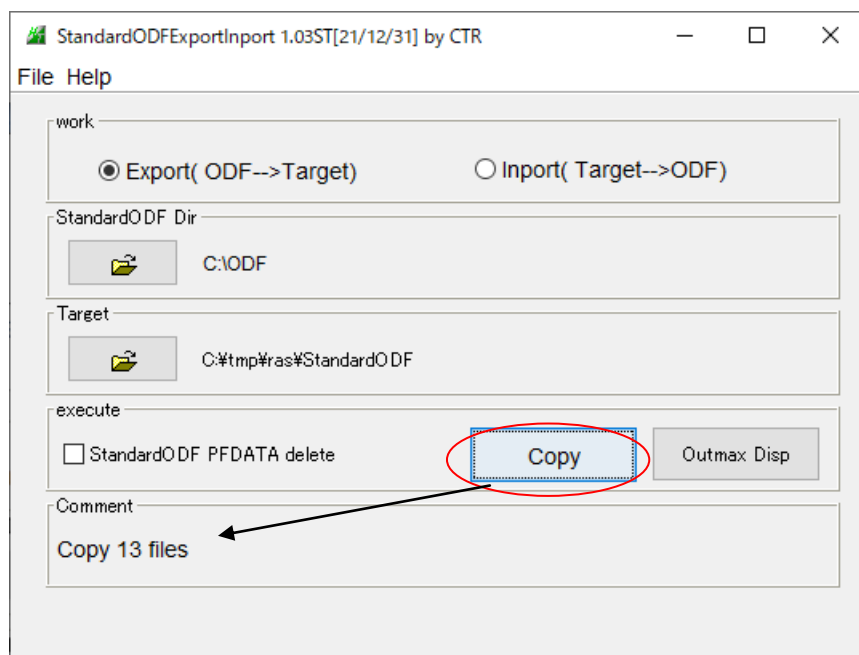 StandardODFExportInport 1.03ST[21/12/31] by CTR
File Help
work
Export( ODF-->Target)
Inport( Target-->ODF)
StandardODF Dir
C:\ODF
Target
C:¥tmp¥ras¥StandardODF
execute
StandardODF PFDATA delete
Copy
Outmax Disp
Comment
Copy 13 files